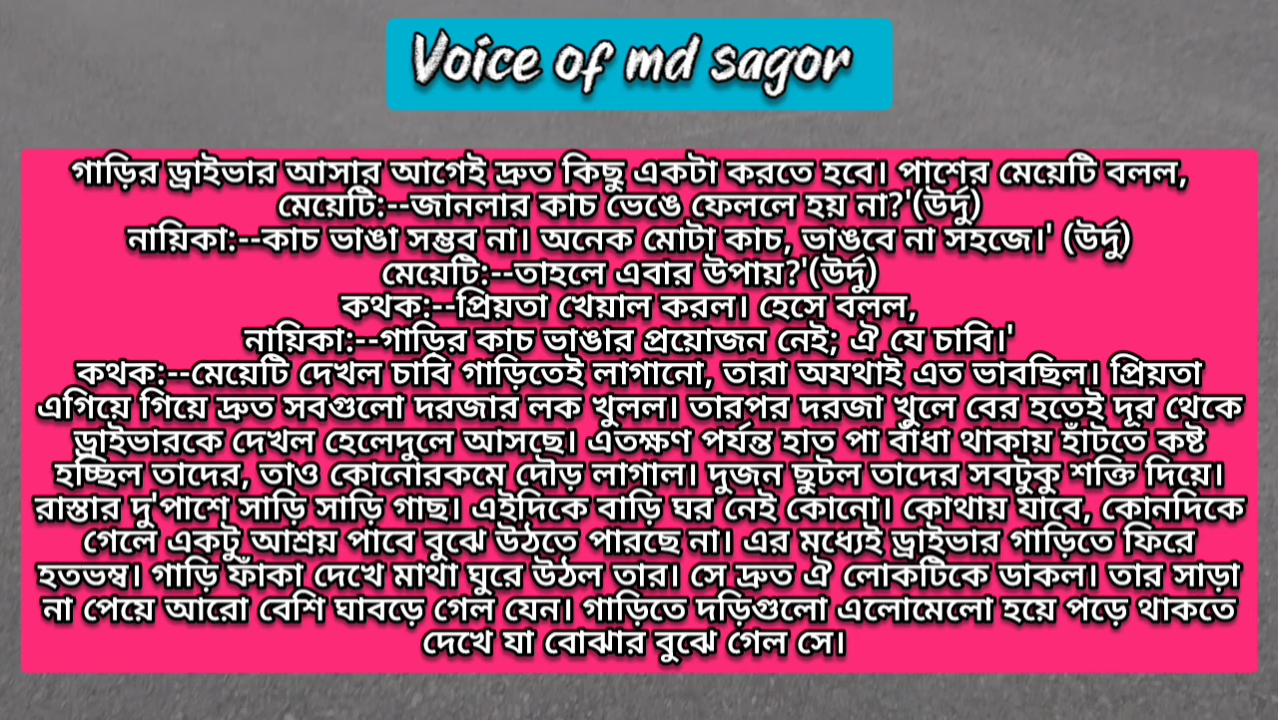 Voice of md sagor
গাড়ির ড্রাইভার আসার আগেই দ্রুত কিছু একটা করতে হবে। পাশের মেয়েটি বলল,
মেয়েটি:--জানলার কাচ ভেঙে ফেললে হয় না?'(উর্দু)
নায়িকা:--কাচ ভাঙা সম্ভব না। অনেক মোটা কাচ, ভাঙবে না সহজে।' (উর্দু)
মেয়েটি:--তাহলে এবার উপায়?'(উর্দু)
কথক:--প্রিয়তা খেয়াল করল। হেসে বলল,
নায়িকা:--গাড়ির কাচ ভাঙার প্রয়োজন নেই; ঐ যে চাবি।'
কথক:--মেয়েটি দেখল চাবি গাড়িতেই লাগানো, তারা অযথাই এত ভাবছিল। প্রিয়তা
এগিয়ে গিয়ে দ্রুত সবগুলো দরজার লক খুলল। তারপর দরজা খুলে বের হতেই দূর থেকে
ড্রাইভারকে দেখল হেলেদুলে আসছে। এতক্ষণ পর্যন্ত হাত পা বাঁধা থাকায় হাঁটতে কষ্ট
হচ্ছিল তাদের, তাও কোনোরকমে দৌড় লাগাল। দুজন ছুটল তাদের সবটুকু শক্তি দিয়ে।
রাস্তার দু'পাশে সাড়ি সাড়ি গাছ। এইদিকে বাড়ি ঘর নেই কোনো। কোথায় যাবে, কোনদিকে
গেলে একটু আশ্রয় পাবে বুঝে উঠতে পারছে না। এর মধ্যেই ড্রাইভার গাড়িতে ফিরে
হতভম্ব। গাড়ি ফাঁকা দেখে মাথা ঘুরে উঠল তার। সে দ্রুত ঐ লোকটিকে ডাকল। তার সাড়া
না পেয়ে আরো বেশি ঘাবড়ে গেল যেন। গাড়িতে দড়িগুলো এলোমেলো হয়ে পড়ে থাকতে
দেখে যা বোঝার বুঝে গেল সে।